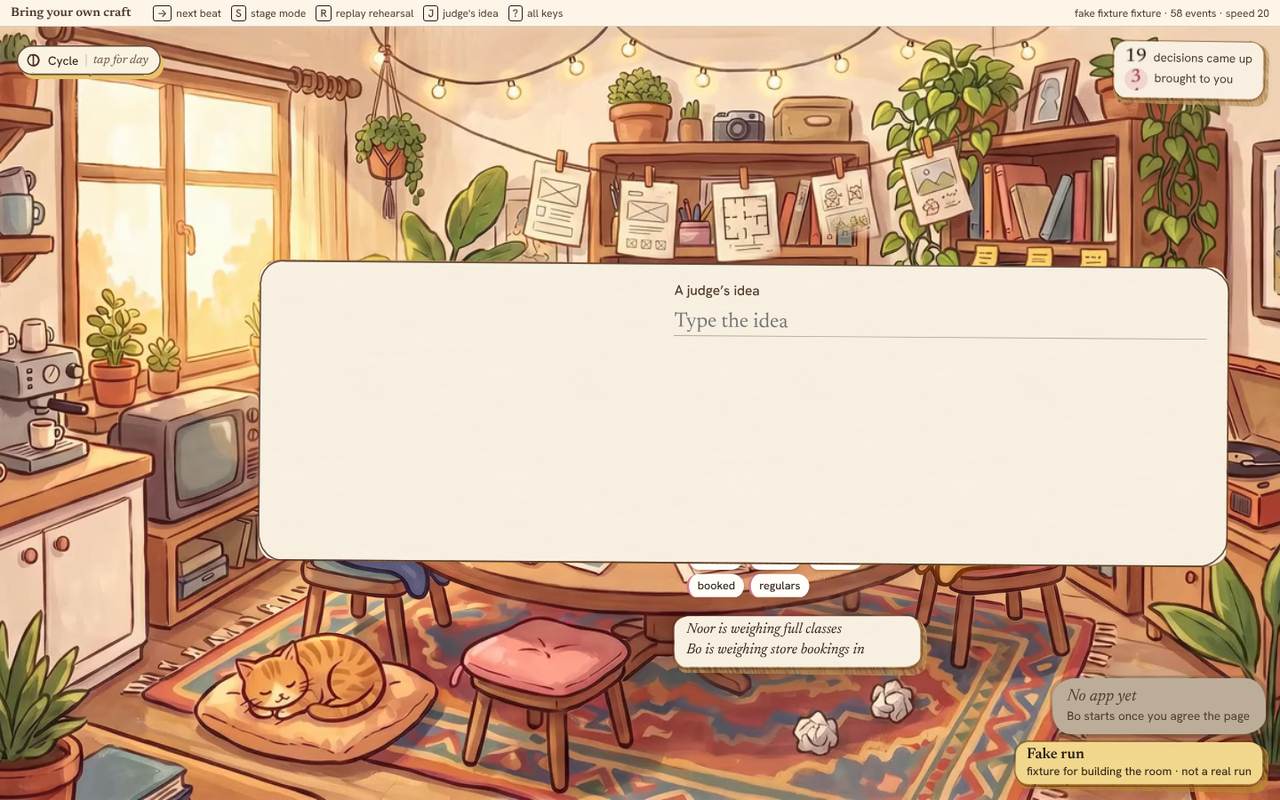 Bring your own craft
→ next beat S stage mode R replay rehearsal J judge's idea ? all keys
fake fixture fixture · 58 events · speed 20
Cycle tap for day
19 decisions came up
3 brought to you
A judge’s idea
Type the idea
booked regulars
Noor is weighing full classes
Bo is weighing store bookings in
No app yet
Bo starts once you agree the page
Fake run
fixture for building the room · not a real run